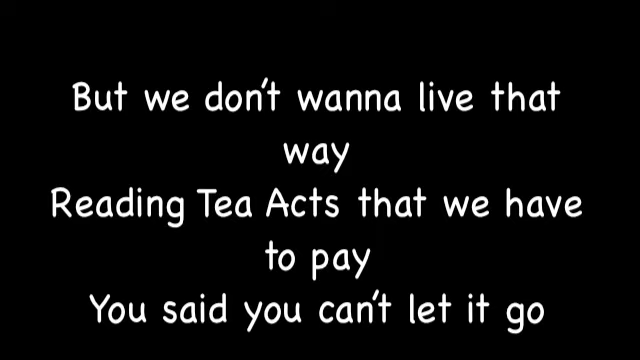 But we don't wanna live that
way
Reading Tea Acts that we have
to pay
You said you can't let it go